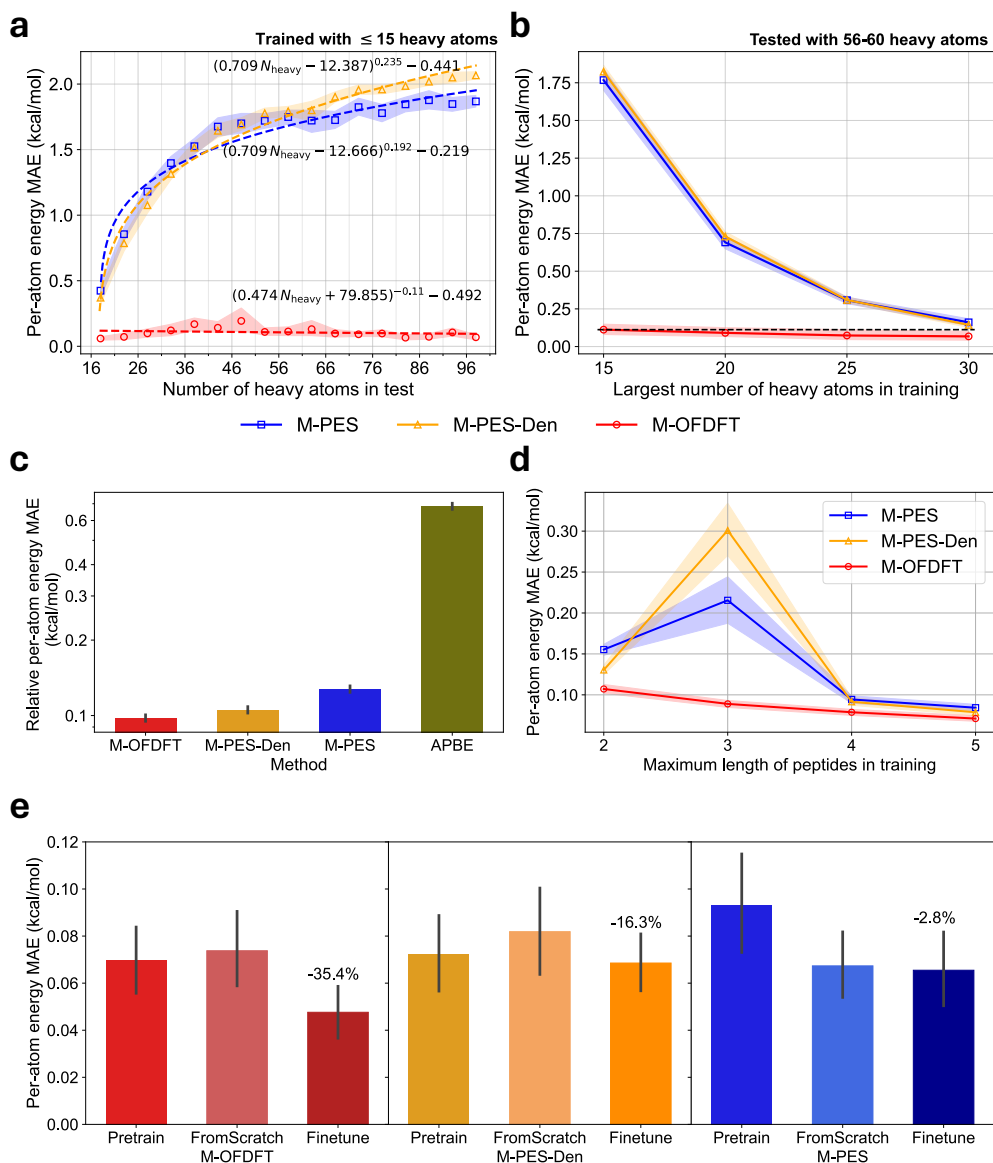 a
Trained with ≤ 15 heavy atoms
(0.709 N_heavy − 12.387)^0.235 − 0.441
(0.709 N_heavy − 12.666)^0.192 − 0.219
(0.474 N_heavy + 79.855)^−0.11 − 0.492
Per-atom energy MAE (kcal/mol)
2.0
1.5
1.0
0.5
0.0
16 26 36 46 56 66 76 86 96
Number of heavy atoms in test
b
Tested with 56-60 heavy atoms
Per-atom energy MAE (kcal/mol)
1.75
1.50
1.25
1.00
0.75
0.50
0.25
0.00
15 20 25 30
Largest number of heavy atoms in training
M-PES M-PES-Den M-OFDFT
c
Relative per-atom energy MAE
(kcal/mol)
0.6
0.4
0.3
0.2
0.1
M-OFDFT M-PES-Den M-PES APBE
Method
d
Per-atom energy MAE (kcal/mol)
0.30
0.25
0.20
0.15
0.10
M-PES
M-PES-Den
M-OFDFT
2 3 4 5
Maximum length of peptides in training
e
Per-atom energy MAE (kcal/mol)
0.12
0.10
0.08
0.06
0.04
0.02
0.00
-35.4%
-16.3%
-2.8%
Pretrain FromScratch Finetune Pretrain FromScratch Finetune Pretrain FromScratch Finetune
M-OFDFT M-PES-Den M-PES